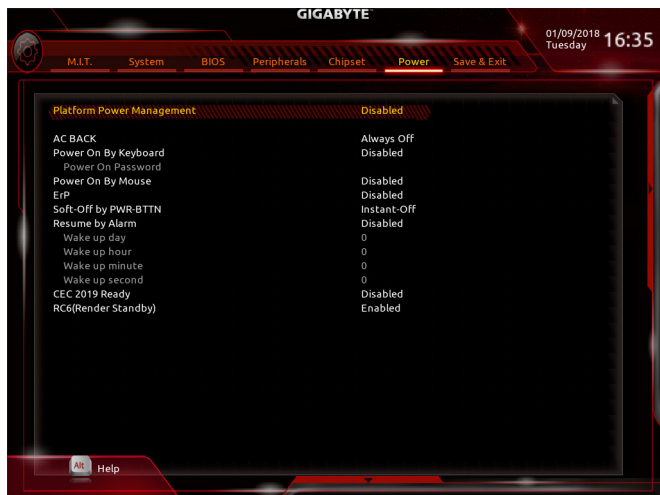 GIGABYTE™
01/09/2018 16:35
Tuesday
M.I.T. System BIOS Peripherals Chipset Power Save & Exit
Platform Power Management Disabled
AC BACK Always Off
Power On By Keyboard Disabled
Power On Password
Power On By Mouse Disabled
ErP Disabled
Soft-Off by PWR-BTTN Instant-Off
Resume by Alarm Disabled
Wake up day 0
Wake up hour 0
Wake up minute 0
Wake up second 0
CEC 2019 Ready Disabled
RC6(Render Standby) Enabled
Alt Help